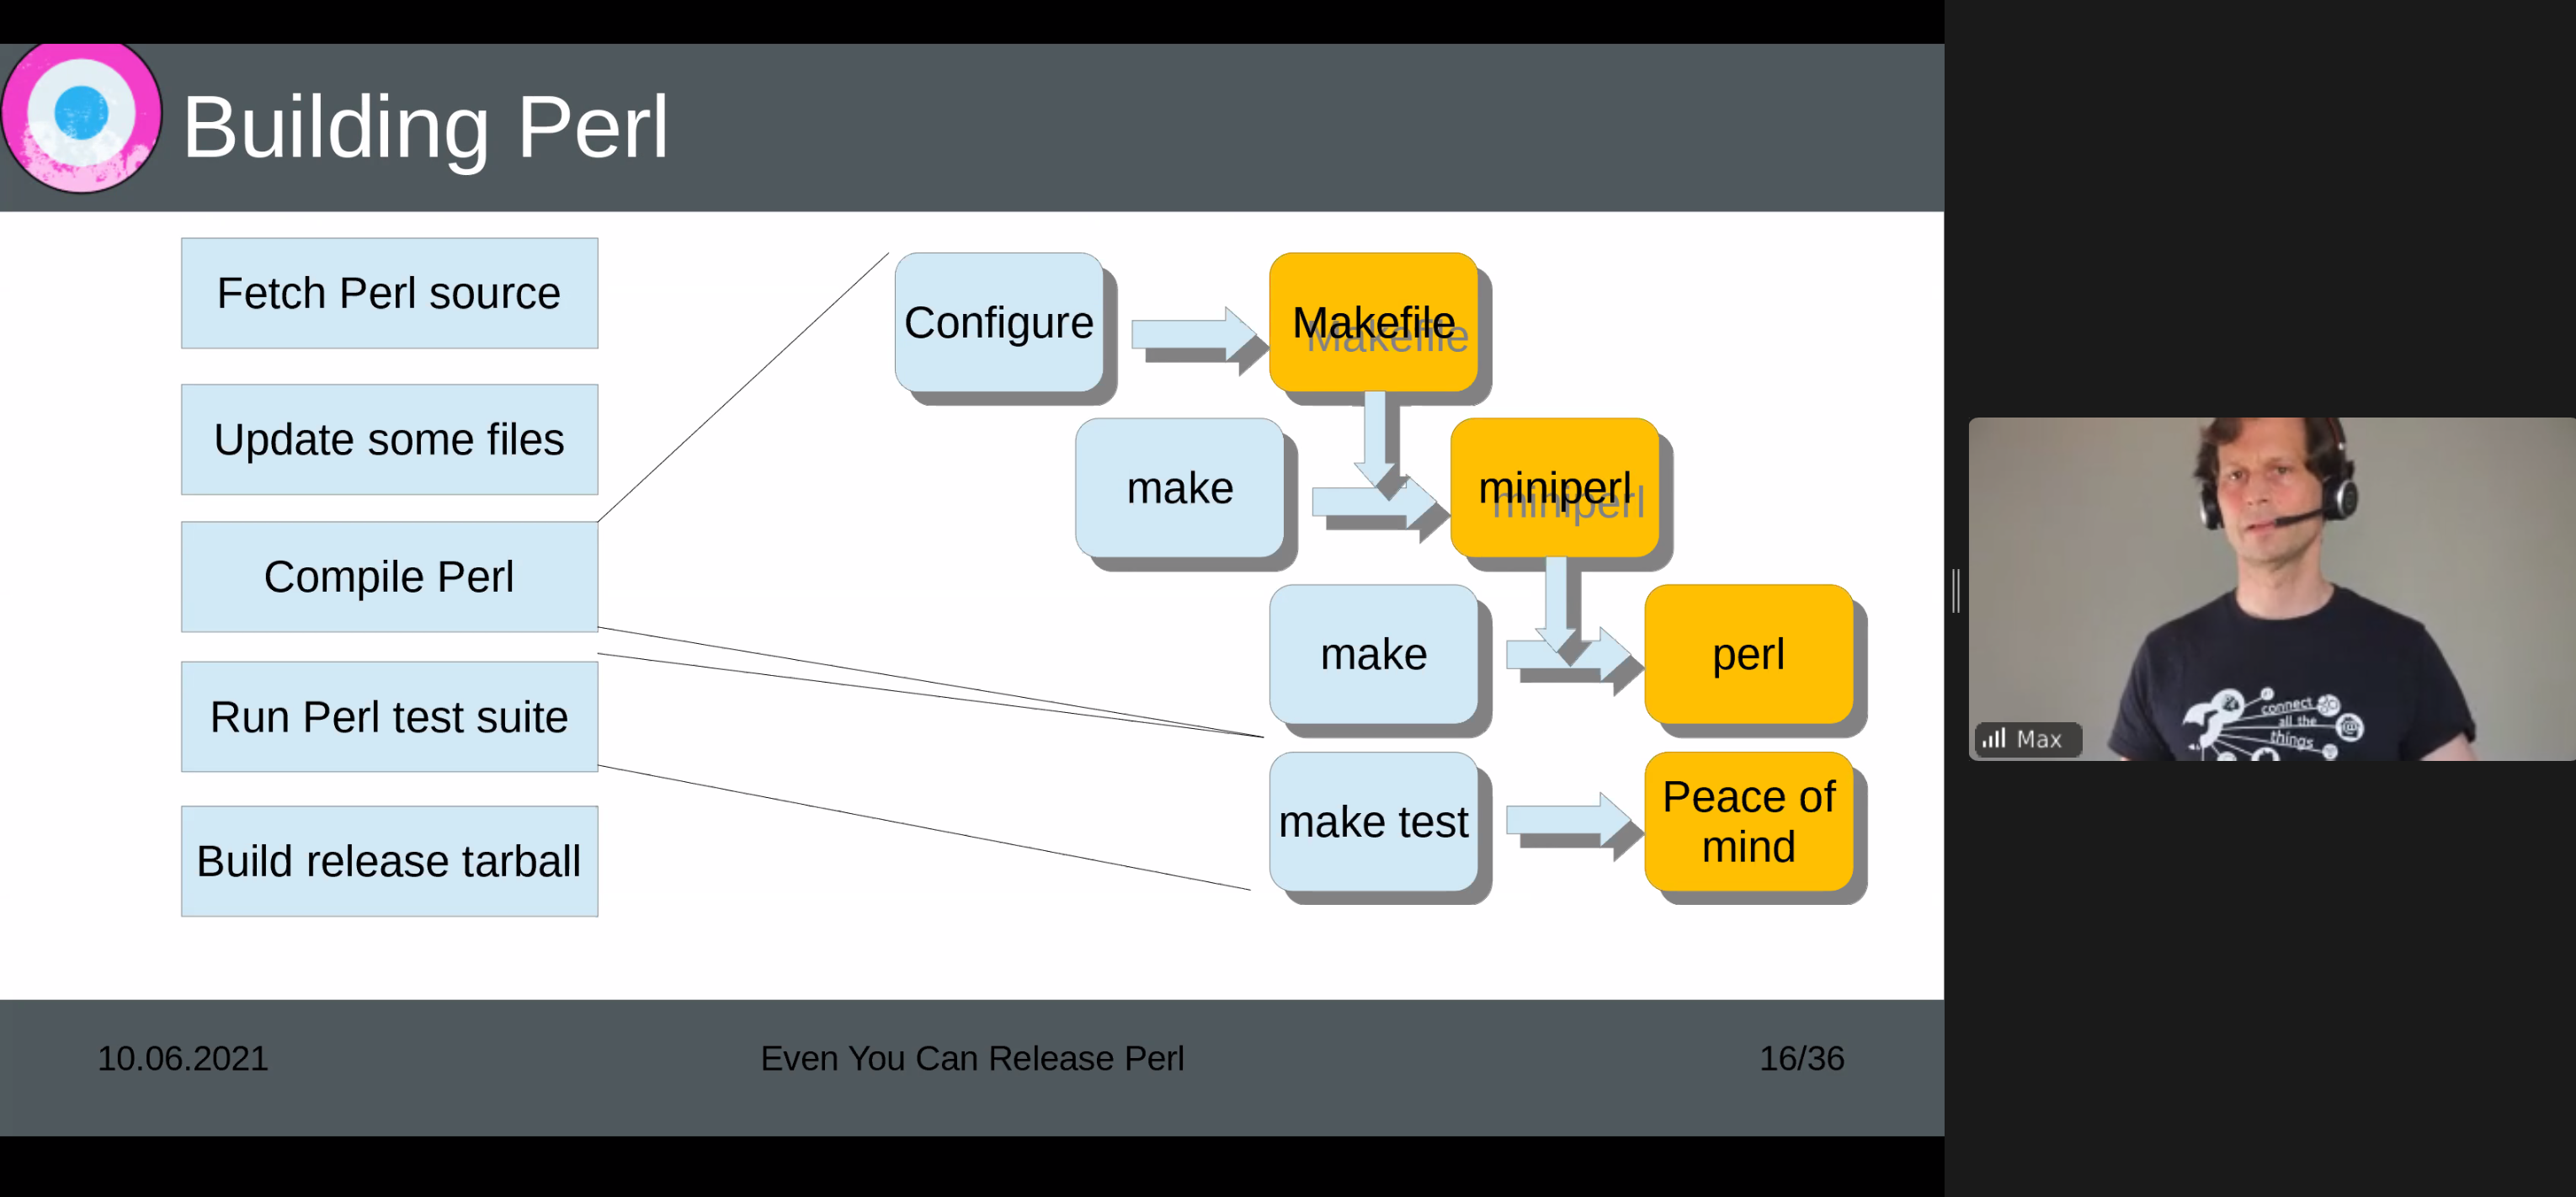 Building Perl
Fetch Perl source
Update some files
Compile Perl
Run Perl test suite
Build release tarball
Configure
Makefile
make
miniperl
make
perl
make test
Peace of
mind
10.06.2021
Even You Can Release Perl
16/36
connect
all the
things
Max